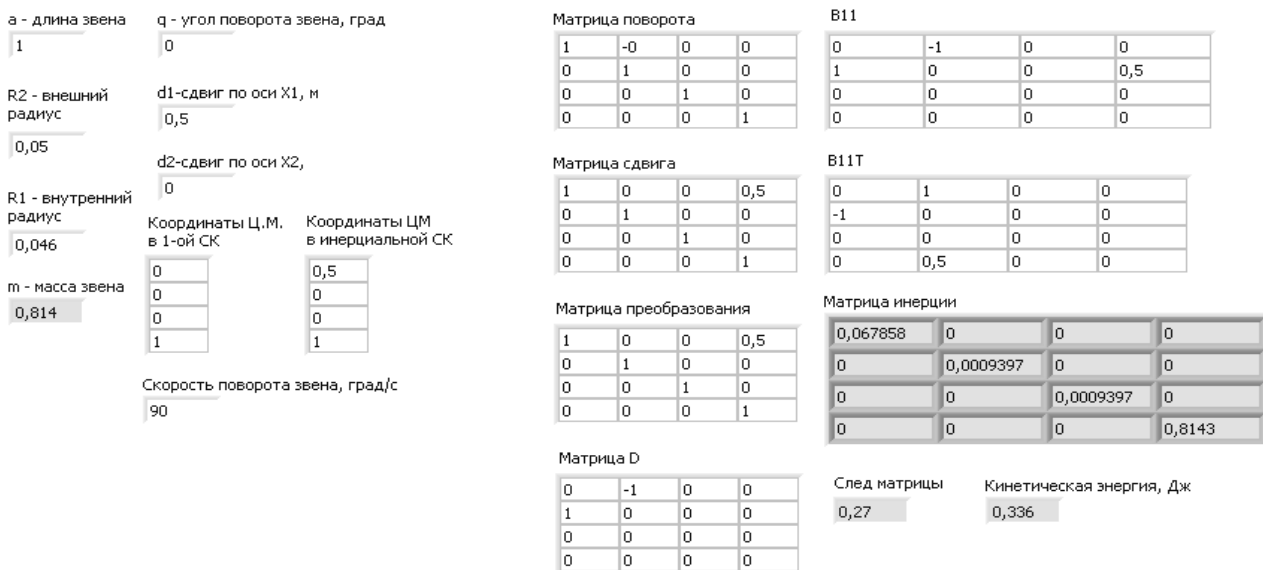 a - длина звена
1
q - угол поворота звена, град
0
R2 - внешний
радиус
0,05
d1-сдвиг по оси X1, м
0,5
d2-сдвиг по оси X2,
0
R1 - внутренний
радиус
0,046
m - масса звена
0,814
Координаты Ц.М.
в 1-ой СК
0
0
0
1
Координаты ЦМ
в инерциальной СК
0,5
0
0
1
Скорость поворота звена, град/с
90
Матрица поворота
1 -0 0 0
0 1 0 0
0 0 1 0
0 0 0 1
Матрица сдвига
1 0 0 0,5
0 1 0 0
0 0 1 0
0 0 0 1
Матрица преобразования
1 0 0 0,5
0 1 0 0
0 0 1 0
0 0 0 1
Матрица D
0 -1 0 0
1 0 0 0
0 0 0 0
0 0 0 0
B11
0 -1 0 0
1 0 0 0,5
0 0 0 0
0 0 0 0
B11T
0 1 0 0
-1 0 0 0
0 0 0 0
0 0,5 0 0
Матрица инерции
0,067858 0 0 0
0 0,0009397 0 0
0 0 0,0009397 0
0 0 0 0,8143
След матрицы
0,27
Кинетическая энергия, Дж
0,336